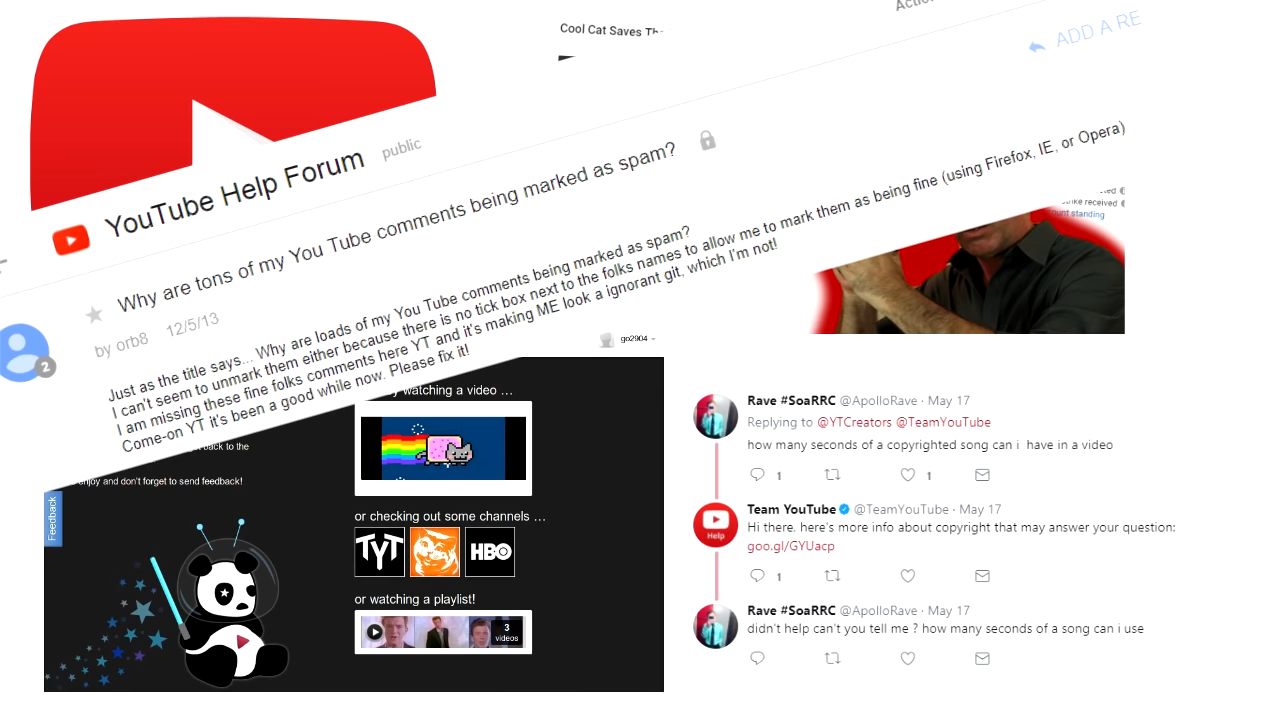 Cool Cat Saves Th
ADD A RE
YouTube Help Forum public
Why are tons of my You Tube comments being marked as spam?
by orb8 12/5/13
2
Just as the title says... Why are loads of my You Tube comments being marked as spam?
I can't seem to unmark them either because there is no tick box next to the folks names to allow me to mark them as being fine (using Firefox, IE, or Opera)
I am missing these fine folks comments here YT and it's making ME look a ignorant git, which I'm not!
Come-on YT it's been a good while now. Please fix it!
strike received
count standing
go2904
watching a video ...
back to the
enjoy and don't forget to send feedback!
Feedback
or checking out some channels ...
TYT
HBO
or watching a playlist!
3
videos
Rave #SoaRRC @ApolloRave · May 17
Replying to @YTCreators @TeamYouTube
how many seconds of a copyrighted song can i have in a video
1 1
Team YouTube @TeamYouTube · May 17
Help
Hi there, here's more info about copyright that may answer your question:
goo.gl/GYUacp
1
Rave #SoaRRC @ApolloRave · May 17
didn't help can't you tell me ? how many seconds of a song can i use